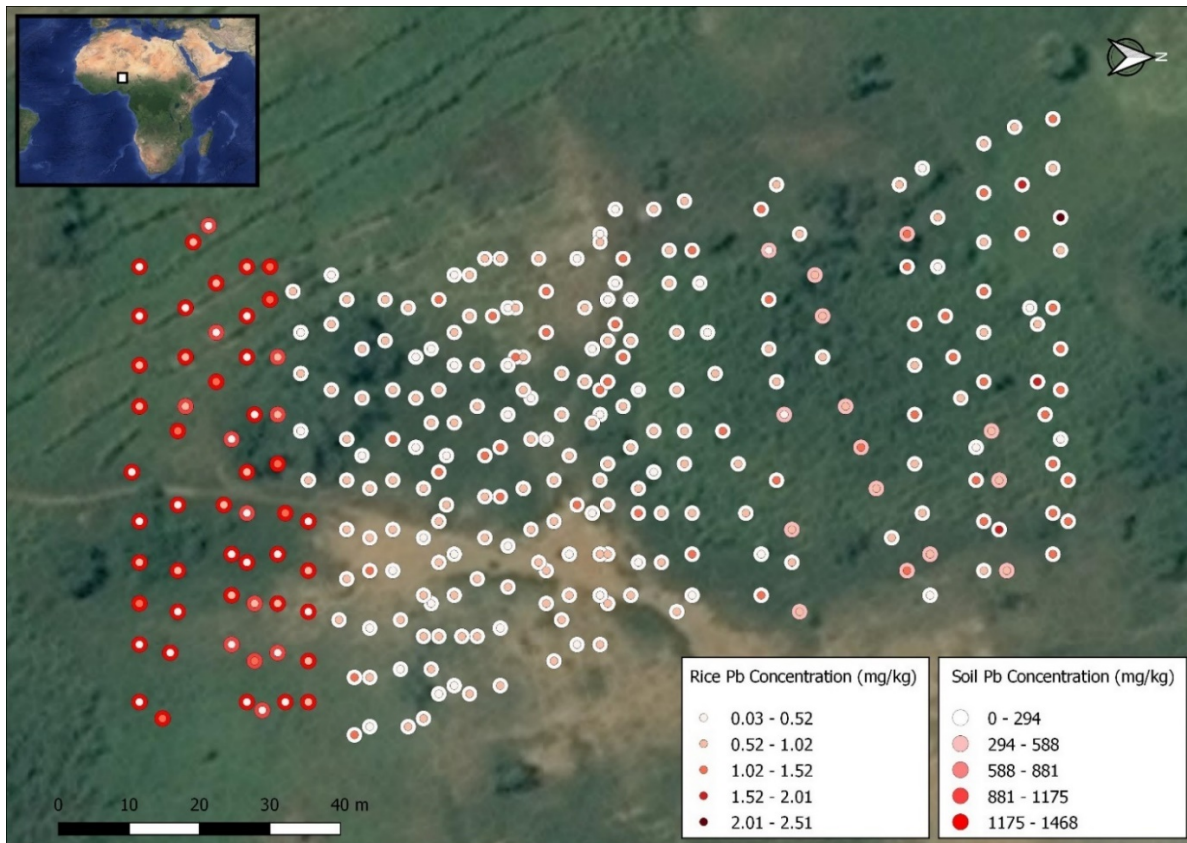 N
Rice Pb Concentration (mg/kg)
0.03 - 0.52
0.52 - 1.02
1.02 - 1.52
1.52 - 2.01
2.01 - 2.51
Soil Pb Concentration (mg/kg)
0 - 294
294 - 588
588 - 881
881 - 1175
1175 - 1468
0 10 20 30 40 m